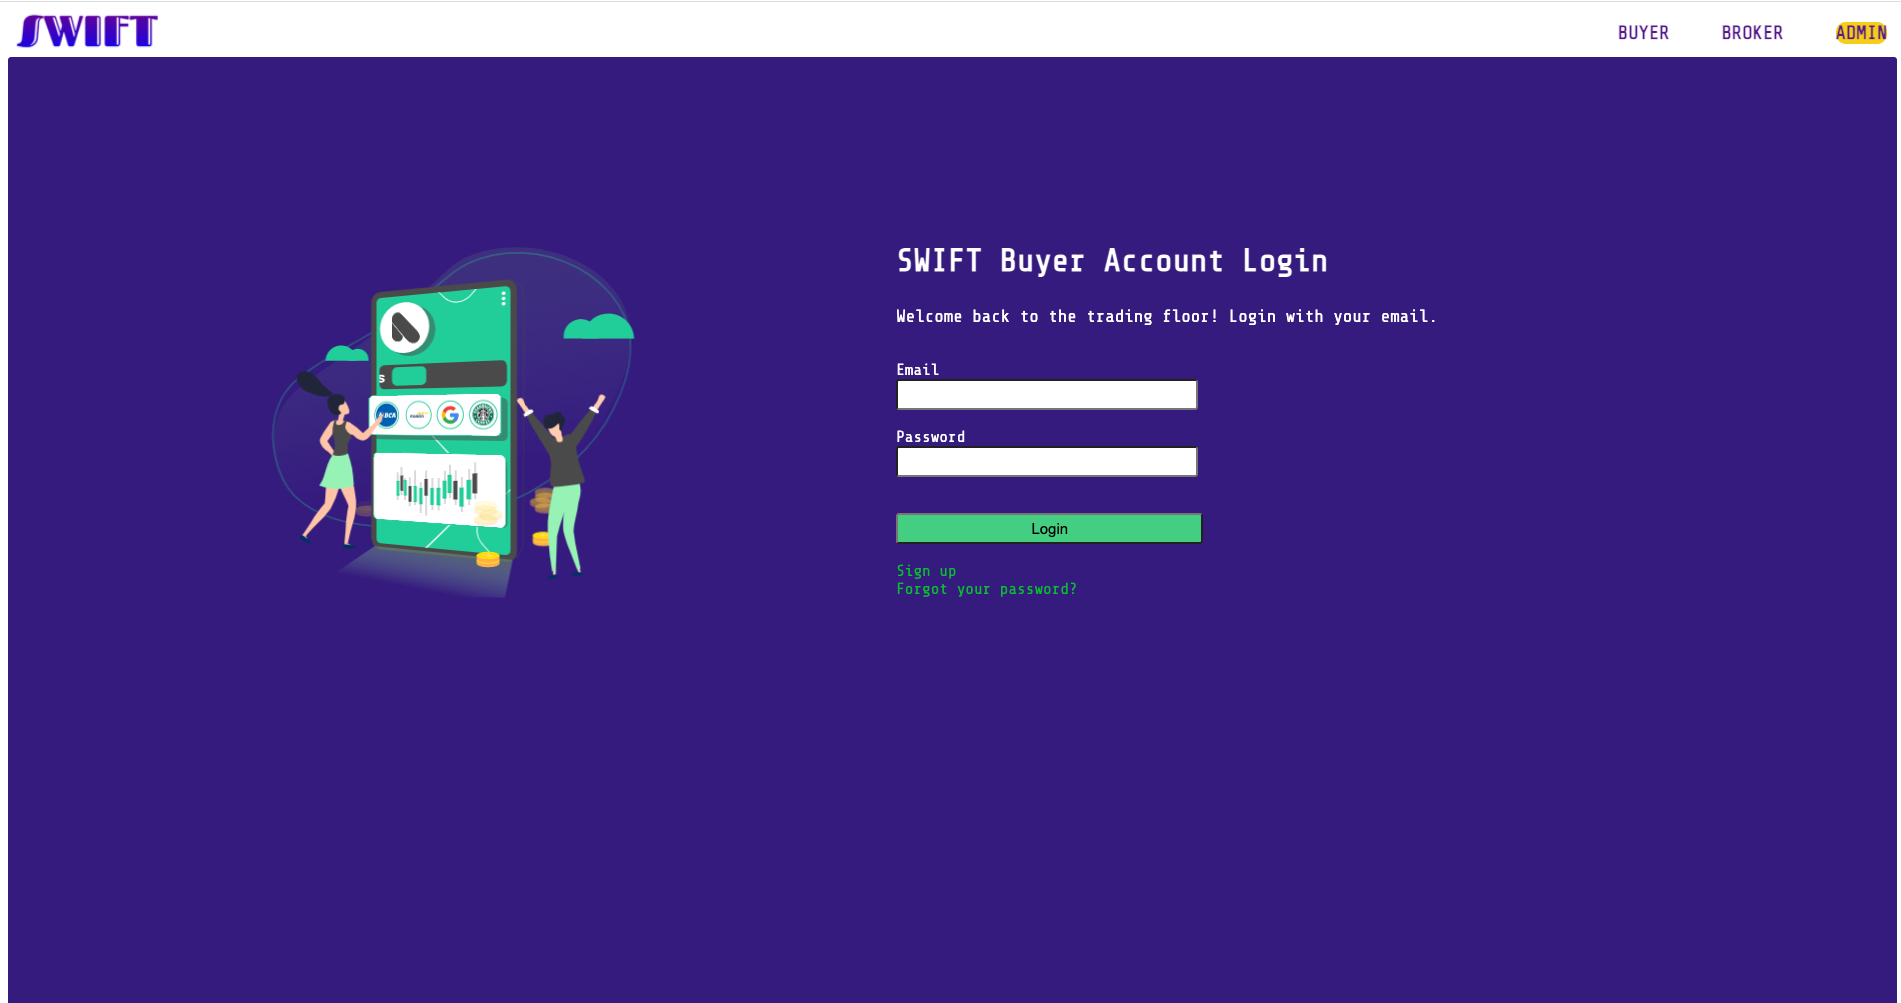 SWIFT
BUYER BROKER ADMIN
SWIFT Buyer Account Login
Welcome back to the trading floor! Login with your email.
s
BCA
Email
Password
Login
Sign up
Forgot your password?